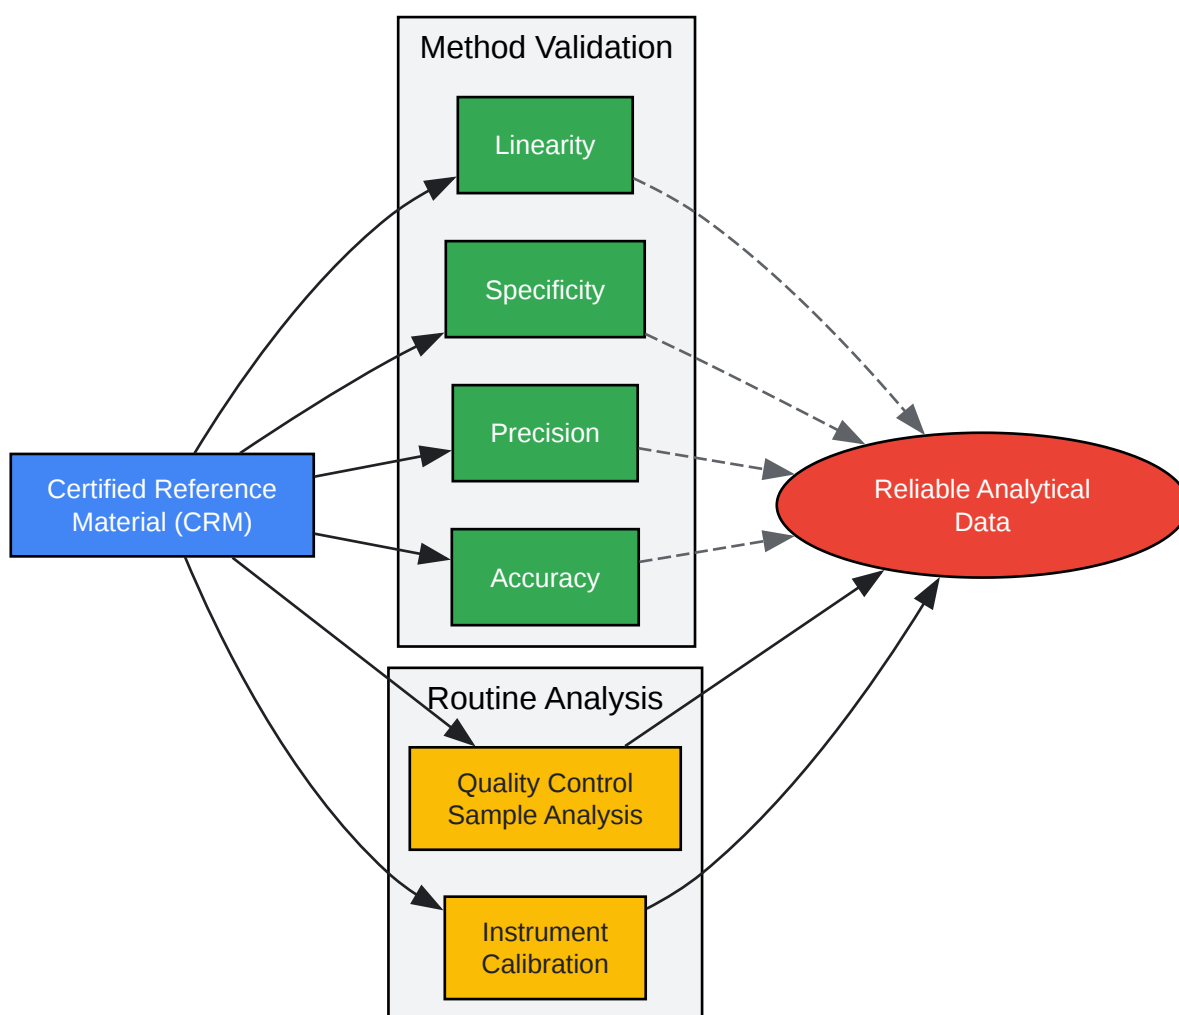 Method Validation
Linearity
Specificity
Precision
Accuracy
Certified Reference
Material (CRM)
Reliable Analytical
Data
Routine Analysis
Quality Control
Sample Analysis
Instrument
Calibration